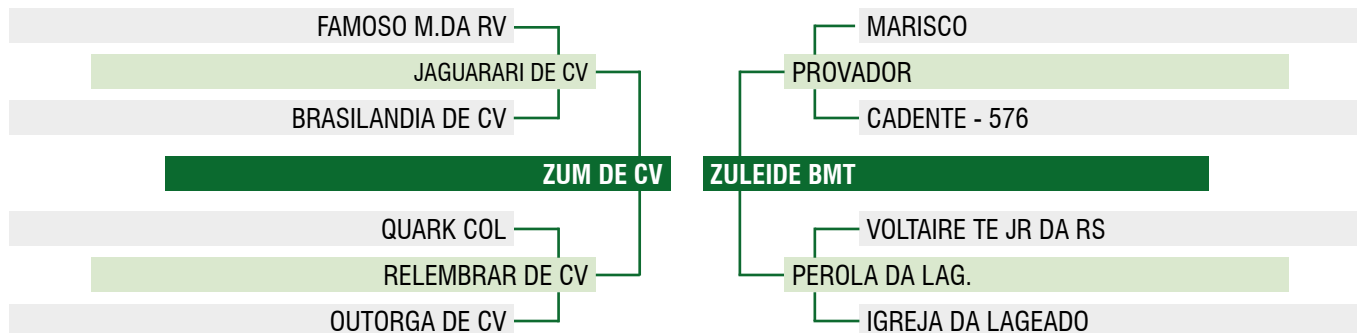 FAMOSO M.DA RV
JAGUARARI DE CV
BRASILANDIA DE CV
ZUM DE CV
QUARK COL
RELEMBRAR DE CV
OUTORGA DE CV
MARISCO
PROVADOR
CADENTE - 576
ZULEIDE BMT
VOLTAIRE TE JR DA RS
PEROLA DA LAG.
IGREJA DA LAGEADO